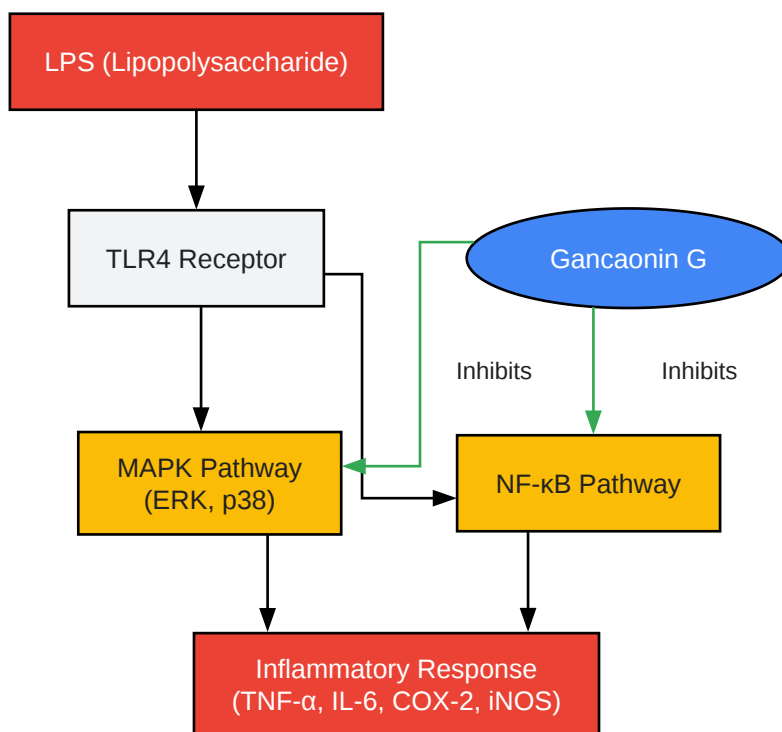 LPS (Lipopolysaccharide)
TLR4 Receptor
Gancaonin G
Inhibits
Inhibits
MAPK Pathway
(ERK, p38)
NF-κB Pathway
Inflammatory Response
(TNF-α, IL-6, COX-2, iNOS)